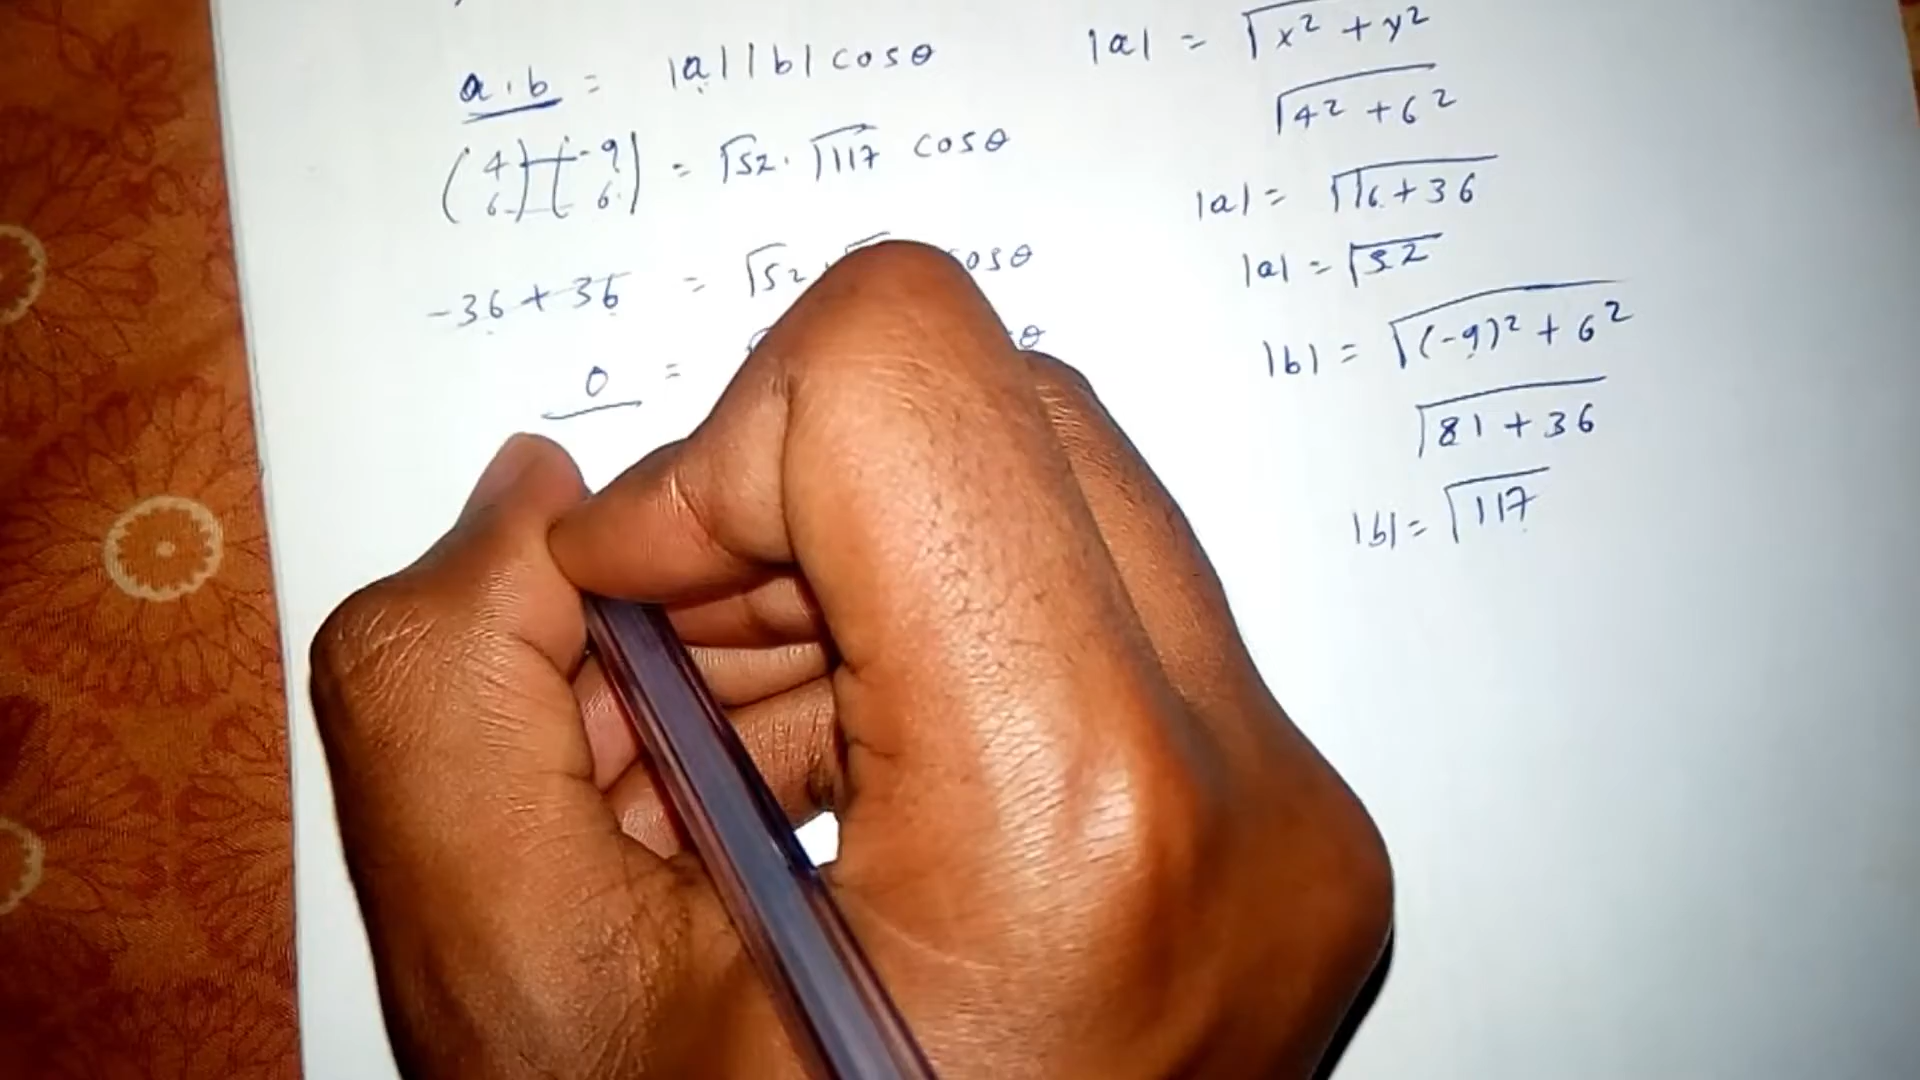 a . b = |a||b| cosθ
(4 6) (-9 6) = √52 . √117 cosθ
-36 + 36 = √52 . cosθ
0 = θ
|a| = √x² + y²
√4² + 6²
|a| = √16 + 36
|a| = √52
|b| = √(-9)² + 6²
√81 + 36
|b| = √117